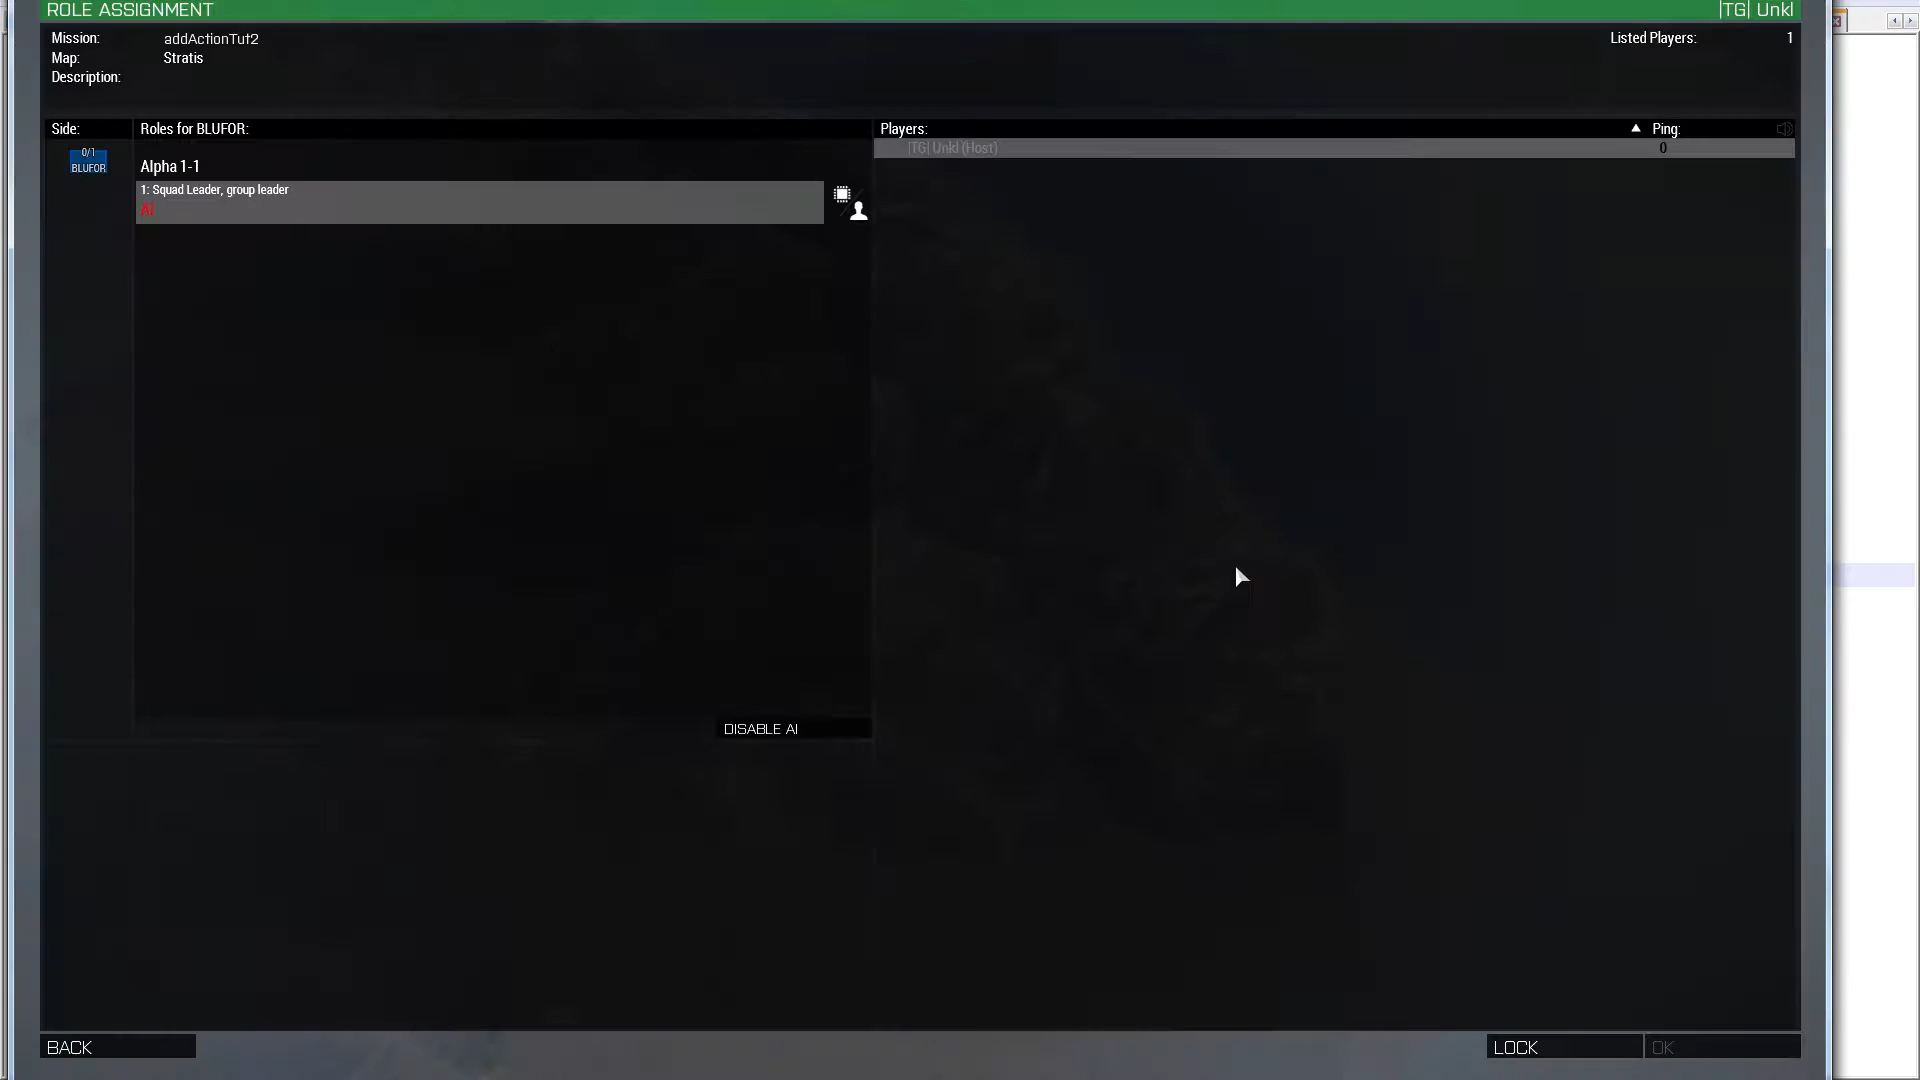 ROLE ASSIGNMENT
|TG| Unkl
Mission: addActionTut2
Listed Players: 1
Map: Stratis
Description:
Side:
Roles for BLUFOR:
Players:
Ping:
0/1
BLUFOR
Alpha 1-1
1: Squad Leader, group leader
AI
|TG| Unkl (Host)
0
DISABLE AI
BACK
LOCK
OK